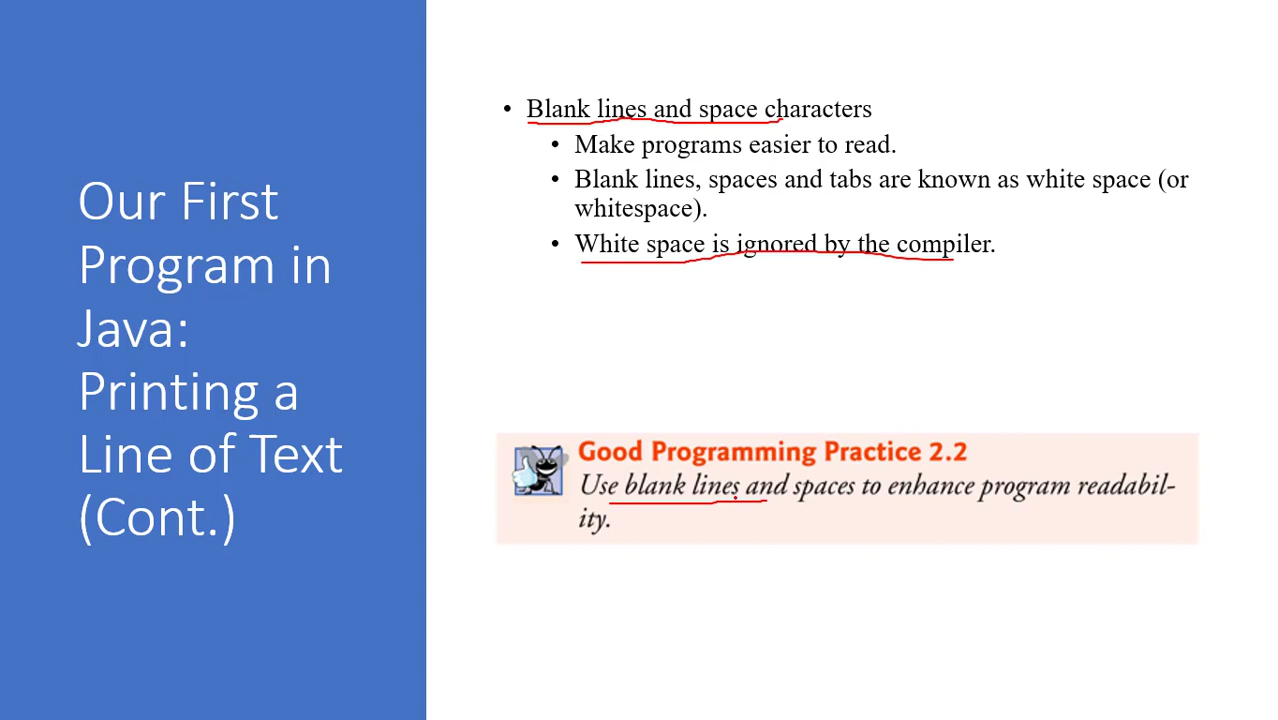 Our First
Program in
Java:
Printing a
Line of Text
(Cont.)
• Blank lines and space characters
• Make programs easier to read.
• Blank lines, spaces and tabs are known as white space (or
whitespace).
• White space is ignored by the compiler.
Good Programming Practice 2.2
Use blank lines and spaces to enhance program readabil-
ity.